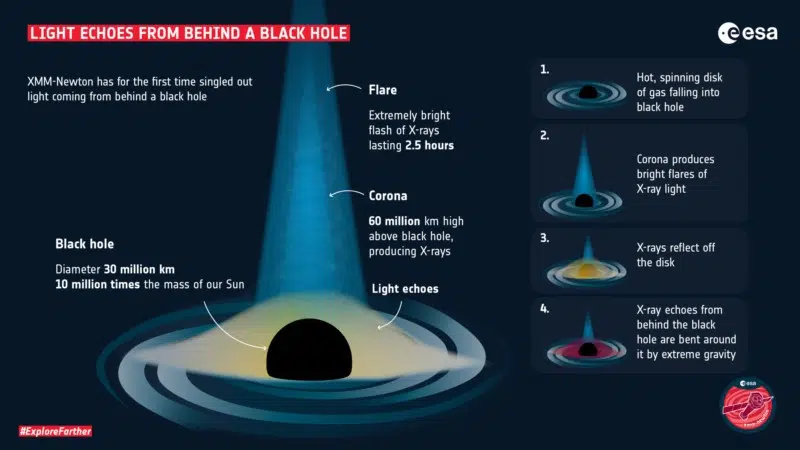 LIGHT ECHOES FROM BEHIND A BLACK HOLE
esa
XMM-Newton has for the first time singled out
light coming from behind a black hole
Flare
Extremely bright
flash of X-rays
lasting 2.5 hours
Corona
60 million km high
above black hole,
producing X-rays
Black hole
Diameter 30 million km
10 million times the mass of our Sun
Light echoes
1.
Hot, spinning disk
of gas falling into
black hole
2.
Corona produces
bright flares of
X-ray light
3.
X-rays reflect off
the disk
4.
X-ray echoes from
behind the black
hole are bent around
it by extreme gravity
esa
#ExploreFarther